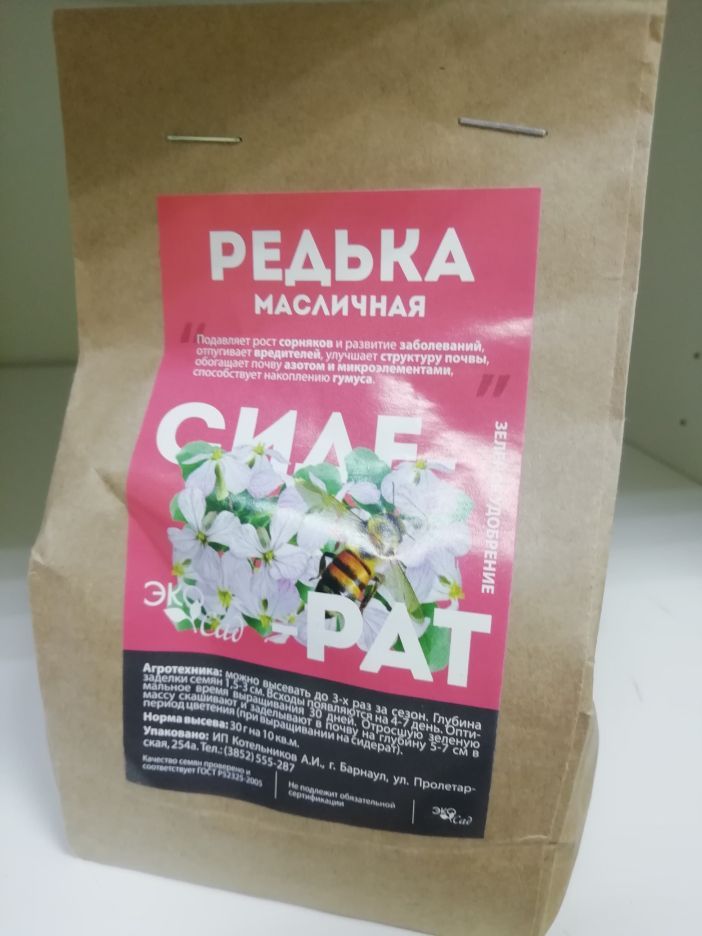 РЕДЬКА
МАСЛИЧНАЯ
"Подавляет рост сорняков и развитие заболеваний,
отпугивает вредителей, улучшает структуру почвы,
обогащает почву азотом и микроэлементами,
способствует накоплению гумуса."
СИДЕ-
-РАТ
УДОБРЕНИЕ
ЭКО
Сад
Агротехника: можно высевать до 3-х раз за сезон. Глубина
заделки семян 1,5-3 см. Всходы появляются на 4-7 день. Опти-
мальное время выращивания 30 дней. Отросшую зеленую
массу скашивают и заделывают в почву на глубину 5-7 см в
период цветения (при выращивании на сидерат).
Норма высева: 30 г на 10 кв.м.
Упаковано: ИП Котельников А.И., г. Барнаул, ул. Пролетар-
ская, 254а. Тел.: (3852) 555-287
Качество семян проверено и
соответствует ГОСТ Р52325-2005
Не подлежит обязательной
сертификации
ЭКО
Сад